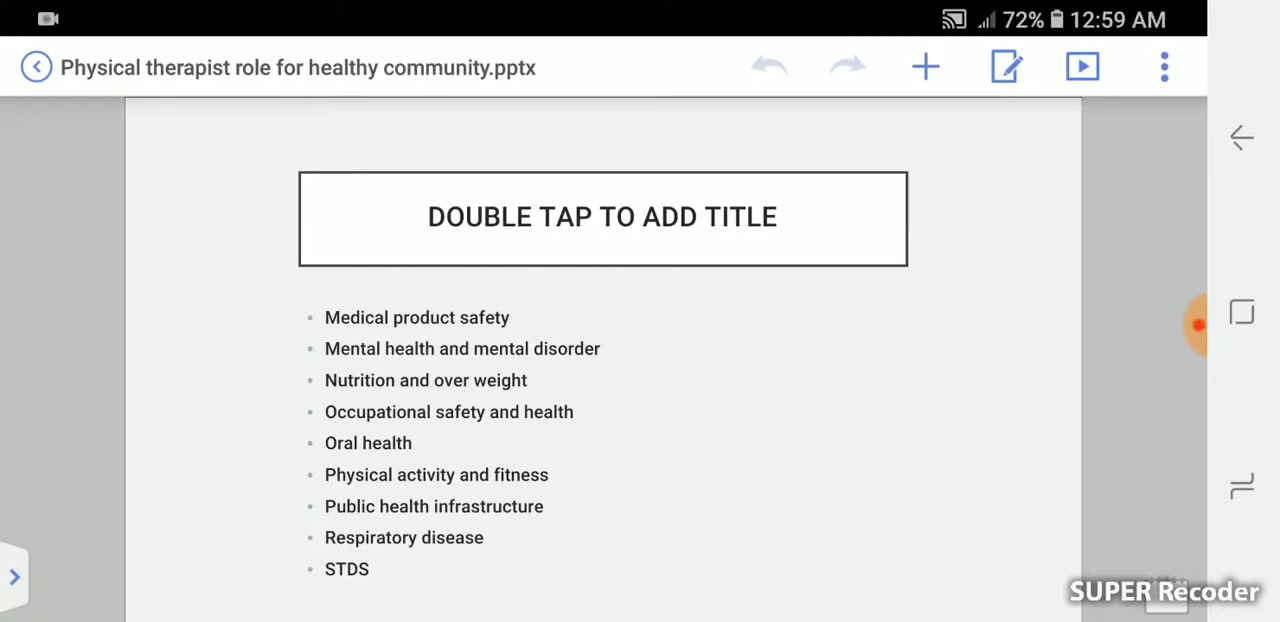 72% 12:59 AM
Physical therapist role for healthy community.pptx
DOUBLE TAP TO ADD TITLE
Medical product safety
Mental health and mental disorder
Nutrition and over weight
Occupational safety and health
Oral health
Physical activity and fitness
Public health infrastructure
Respiratory disease
STDS
SUPER Recoder